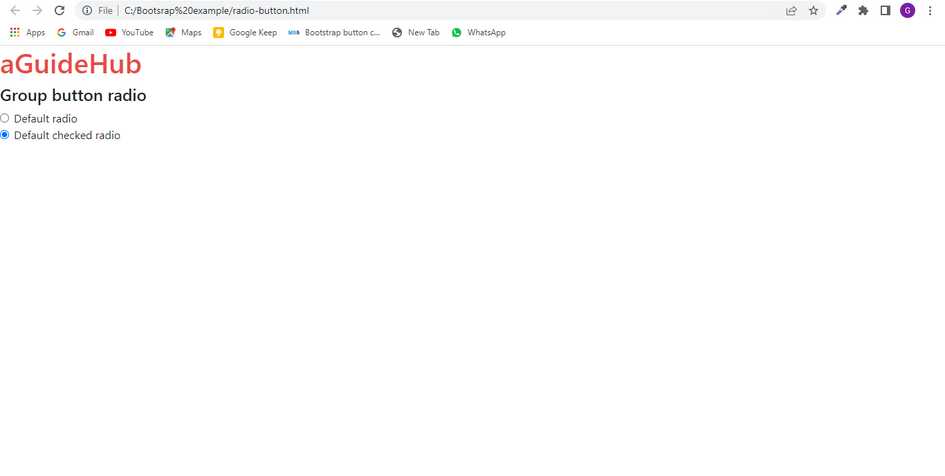 File C:/Bootsrap%20example/radio-button.html G
Apps Gmail YouTube Maps Google Keep Bootstrap button c... New Tab WhatsApp
aGuideHub
Group button radio
Default radio
Default checked radio